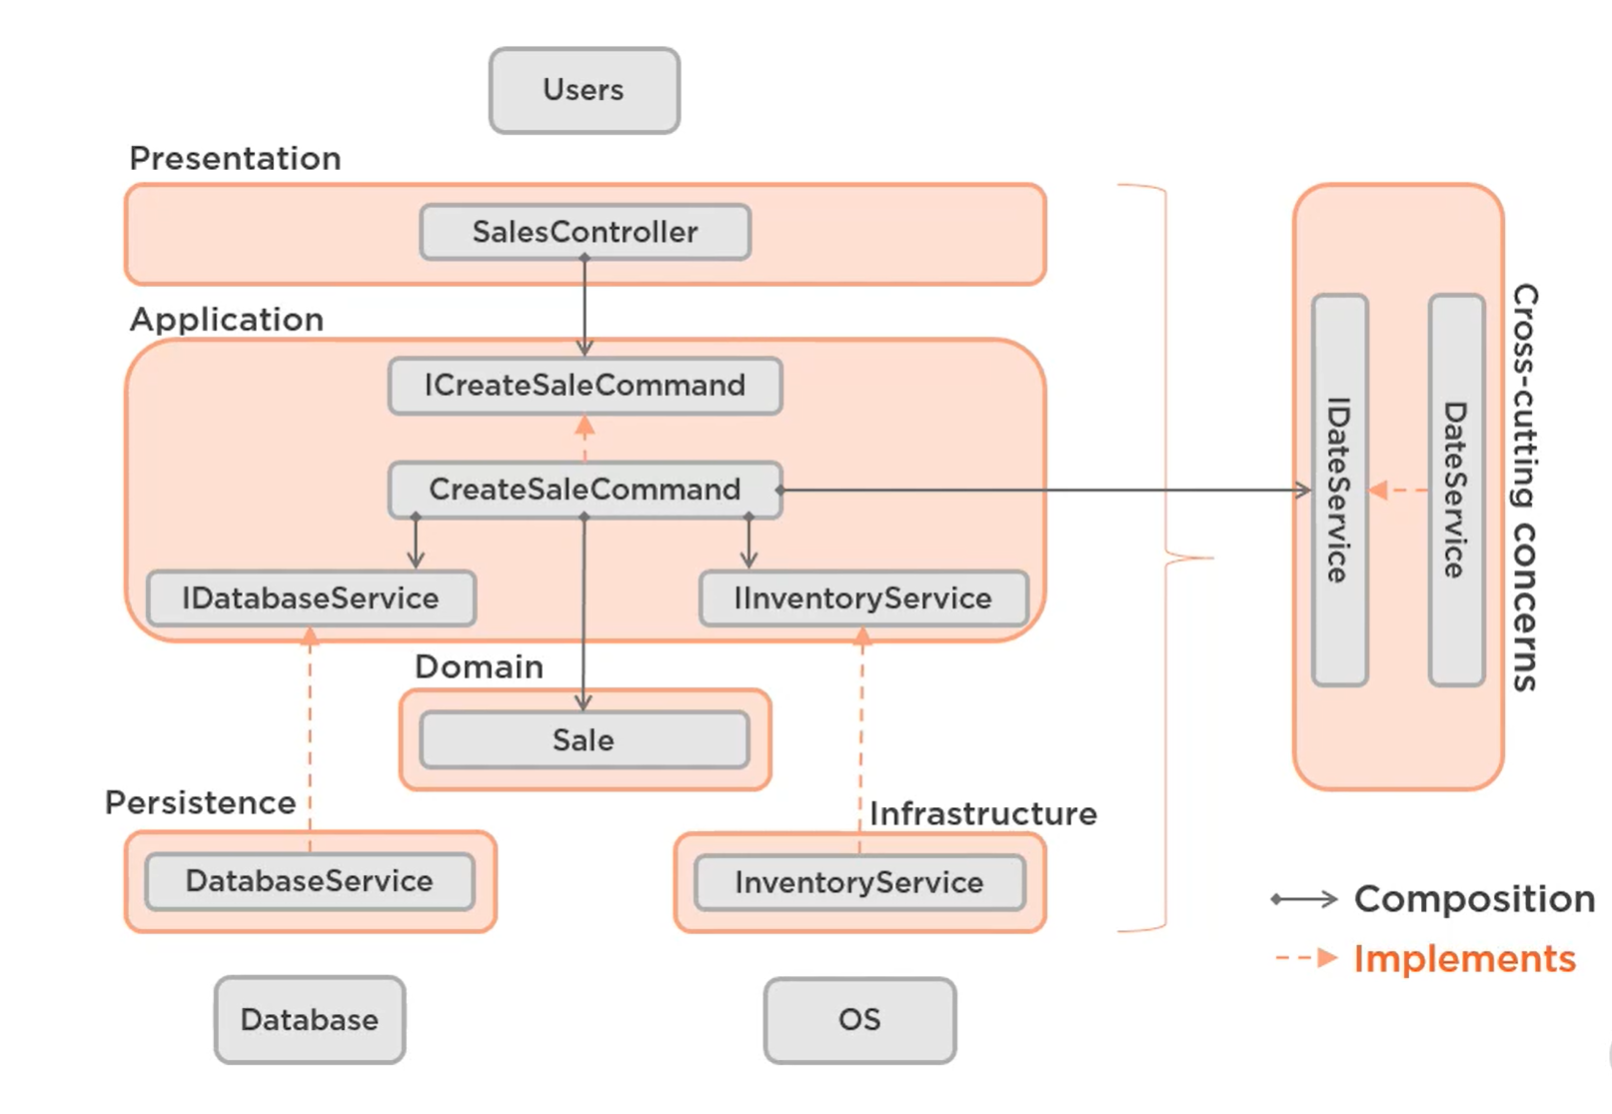 Users
Presentation
SalesController
Application
ICreateSaleCommand
CreateSaleCommand
IDatabaseService
IInventoryService
Domain
Sale
Persistence
DatabaseService
Infrastructure
InventoryService
Database
OS
IDateService
DateService
Cross-cutting concerns
Composition
Implements